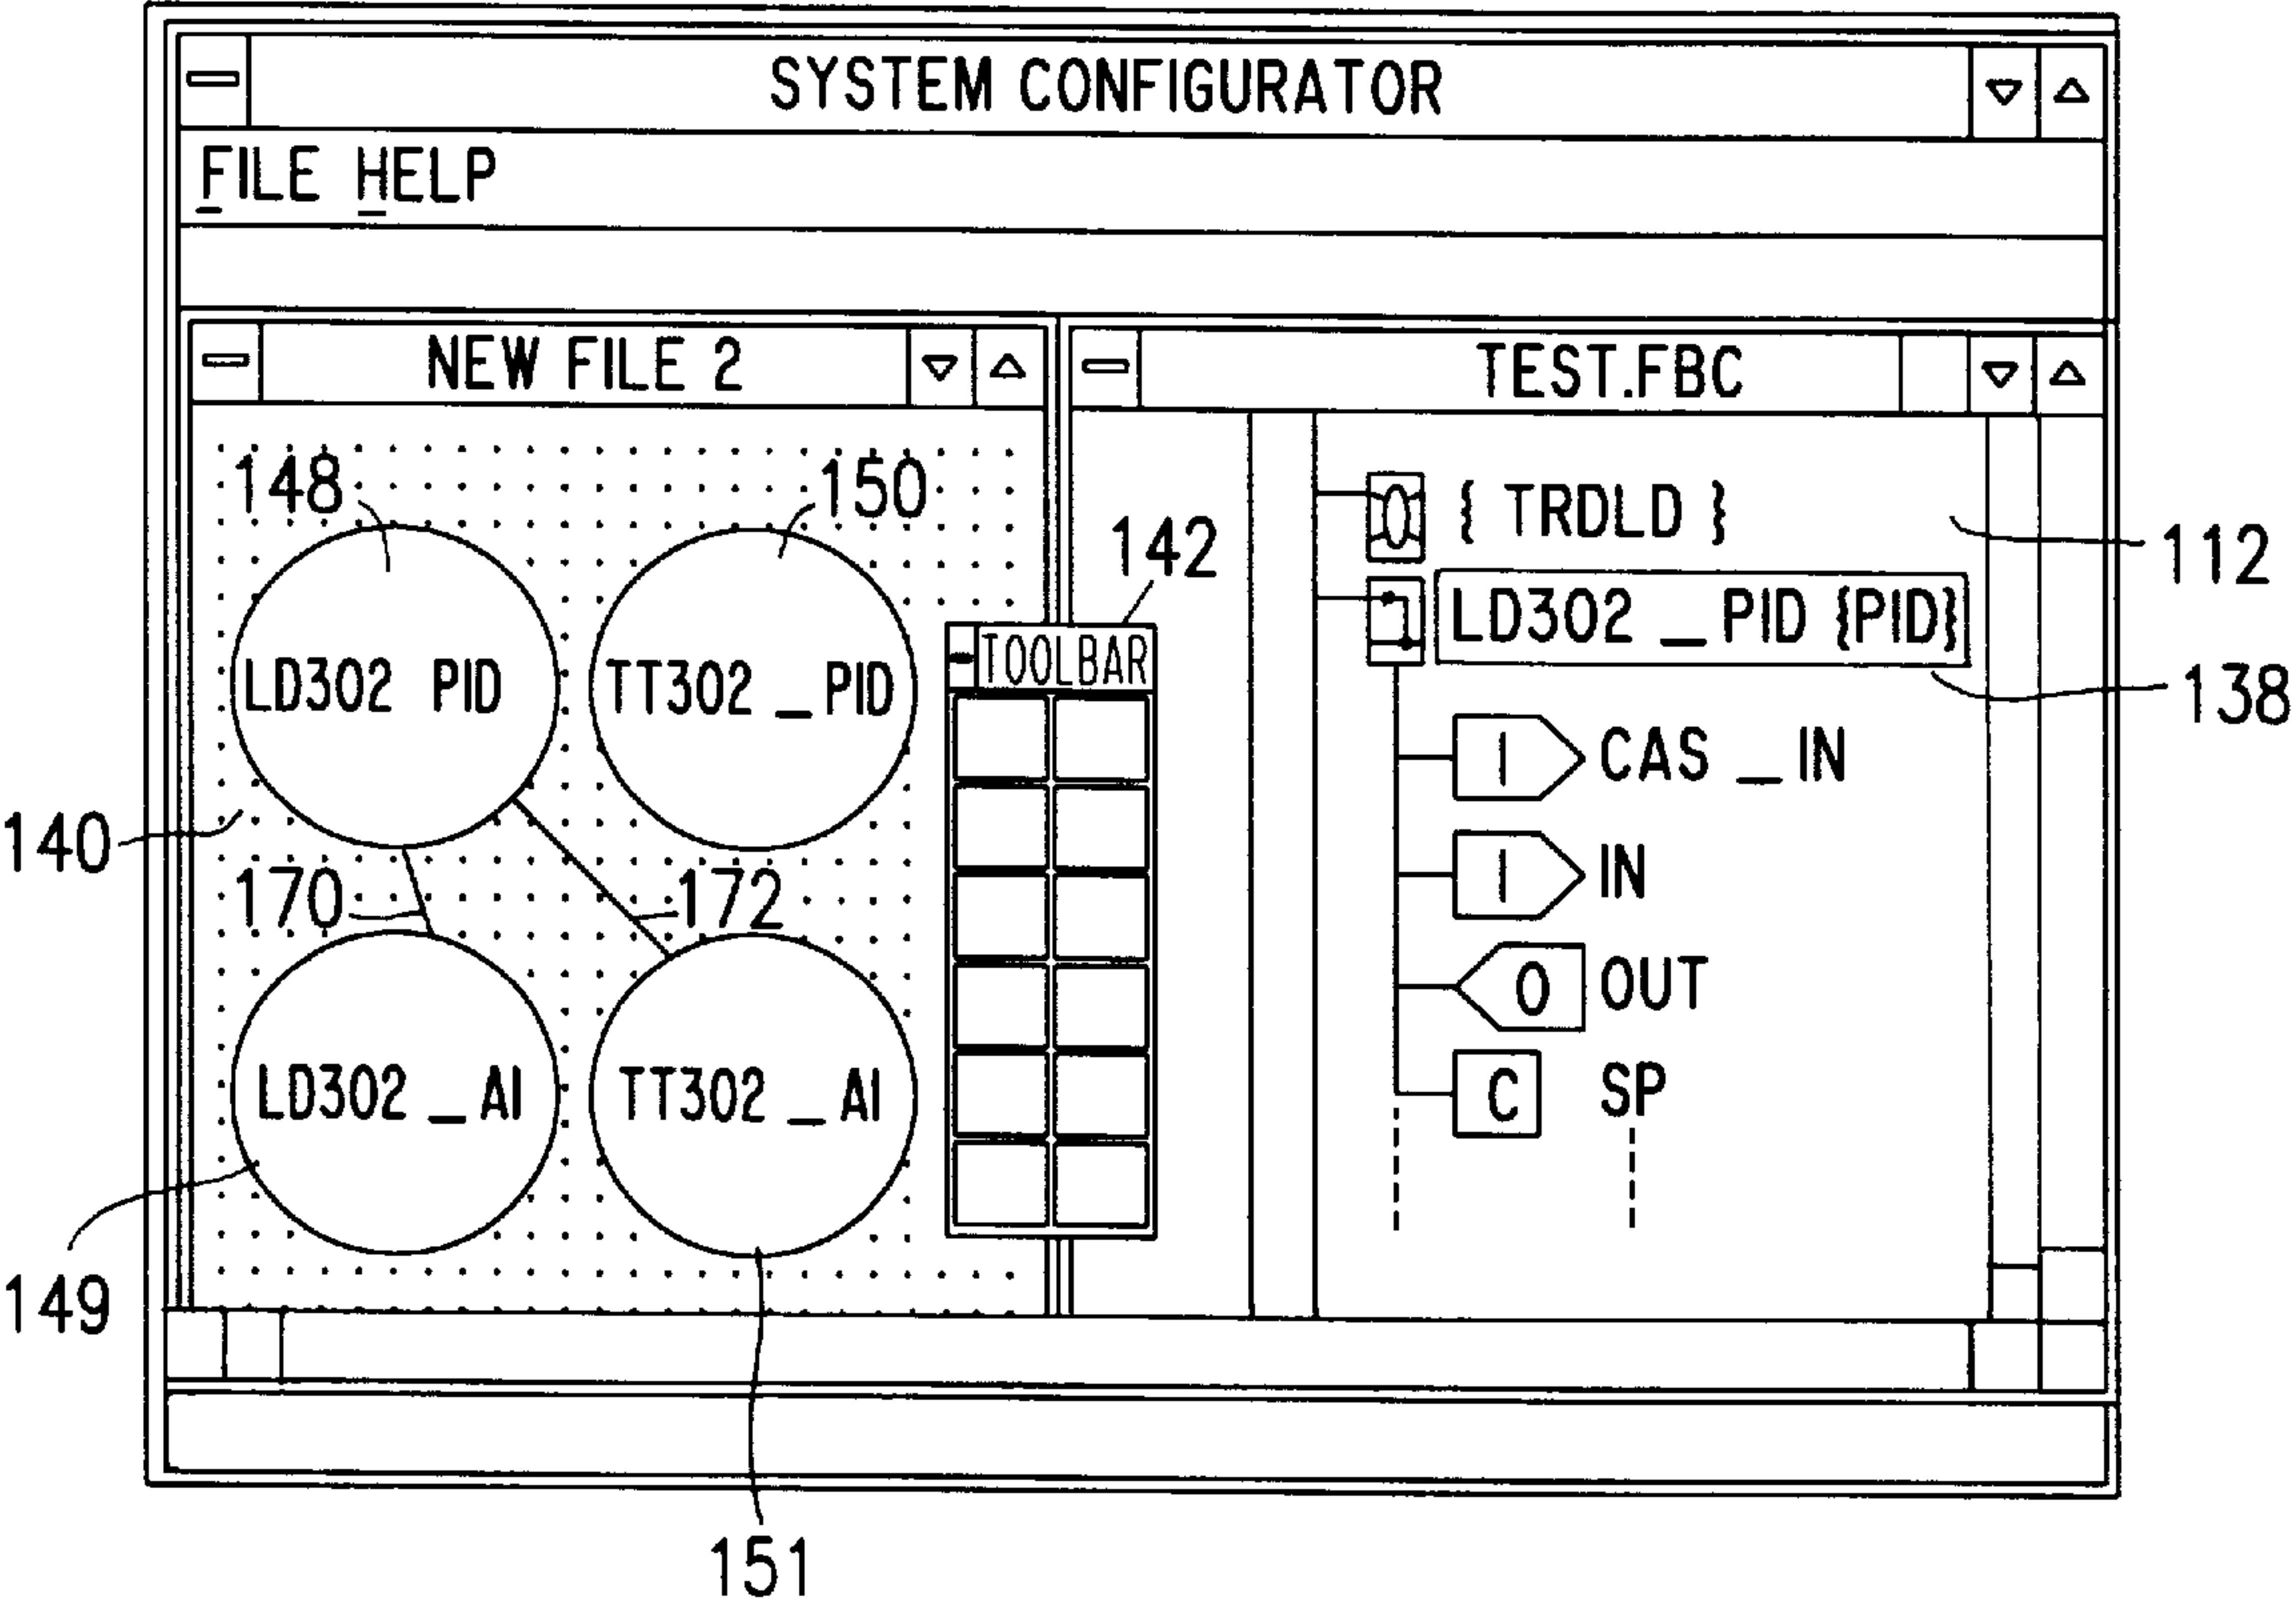 SYSTEM CONFIGURATOR
FILE HELP
NEW FILE 2
TEST.FBC
148
150
{ TRDLD }
112
142
LD302 _ PID {PID}
TOOLBAR
138
LD302 PID
TT302 _ PID
CAS _ IN
I
140
IN
I
170
172
O OUT
C SP
LD302 _ AI
TT302 _ AI
149
151